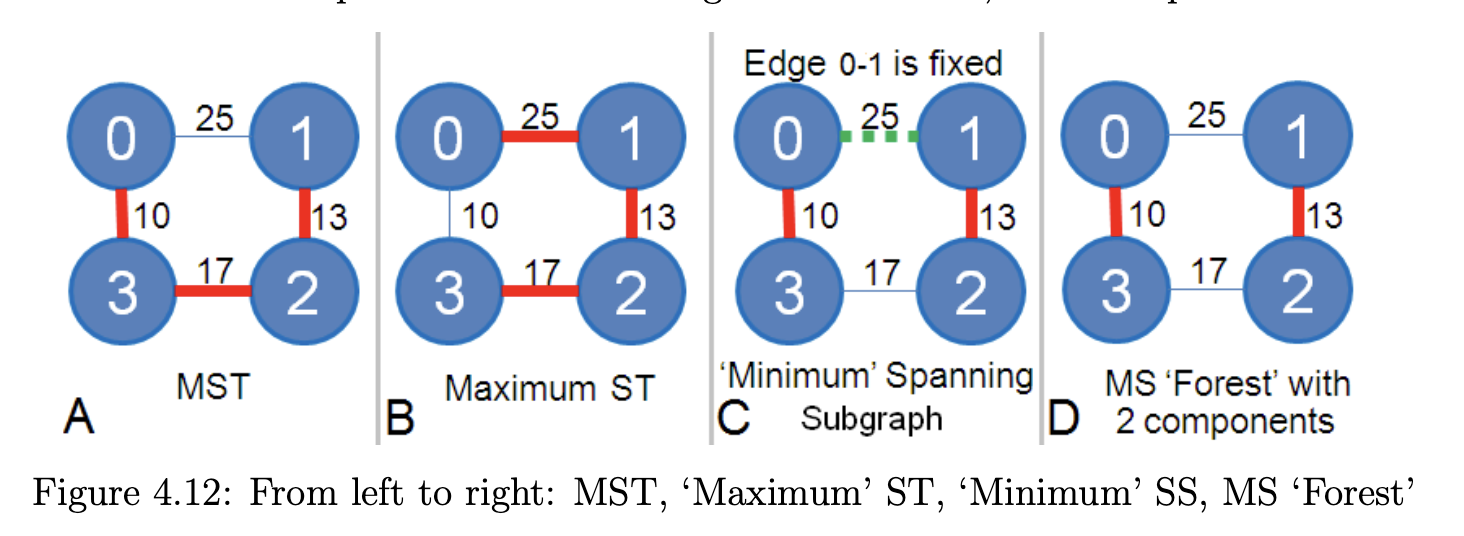 Edge 0-1 is fixed
0 25 1
10 13
3 17 2
MST
A
0 25 1
10 13
3 17 2
Maximum ST
B
0 25 1
10 13
3 17 2
'Minimum' Spanning
Subgraph
C
0 25 1
10 13
3 17 2
MS 'Forest' with
2 components
D
Figure 4.12: From left to right: MST, ‘Maximum’ ST, ‘Minimum’ SS, MS ‘Forest’